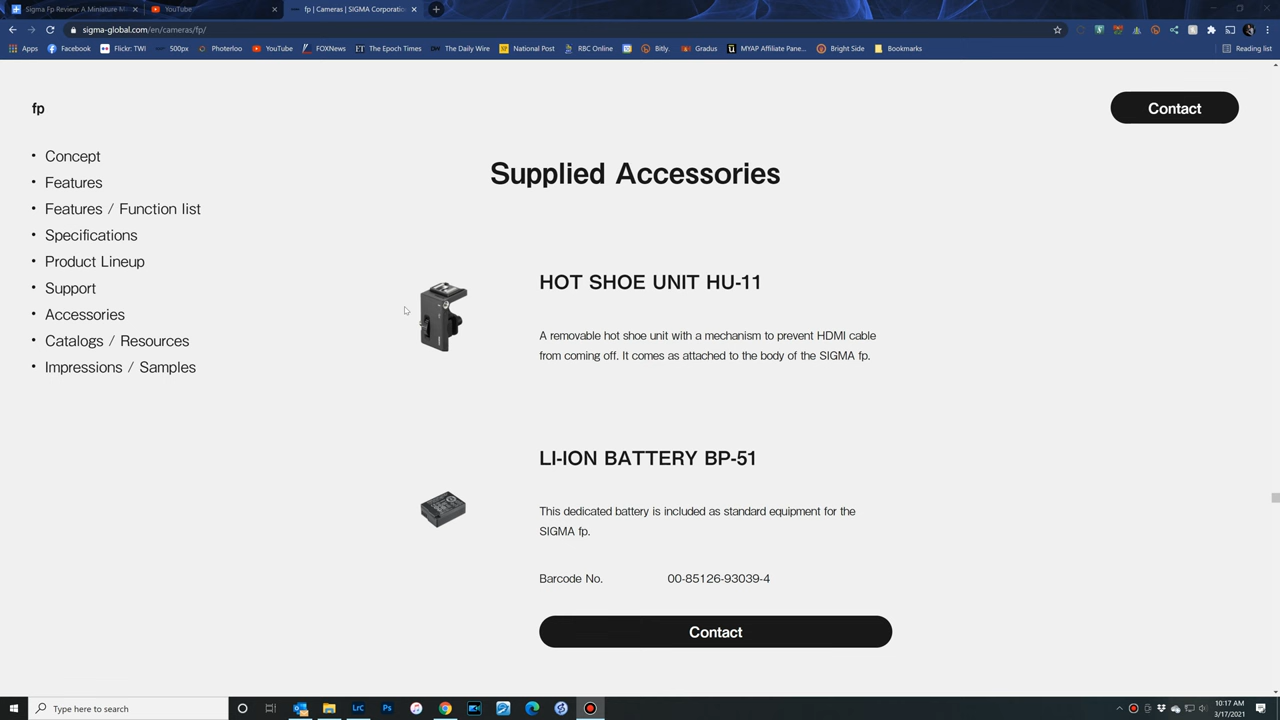 Sigma Fp Review: A Miniature M
YouTube
fp | Cameras | SIGMA Corporatio
sigma-global.com/en/cameras/fp/
Apps
Facebook
Flickr: TWI
500px
Photerloo
YouTube
FOXNews
The Epoch Times
The Daily Wire
National Post
RBC Online
Bitly.
Gradus
MYAP Affiliate Pane...
Bright Side
Bookmarks
Reading list
fp
Contact
• Concept
• Features
• Features / Function list
• Specifications
• Product Lineup
• Support
• Accessories
• Catalogs / Resources
• Impressions / Samples
Supplied Accessories
HOT SHOE UNIT HU-11
A removable hot shoe unit with a mechanism to prevent HDMI cable
from coming off. It comes as attached to the body of the SIGMA fp.
LI-ION BATTERY BP-51
This dedicated battery is included as standard equipment for the
SIGMA fp.
Barcode No. 00-85126-93039-4
Contact
Type here to search
LrC
Ps
10:17 AM
3/17/2021